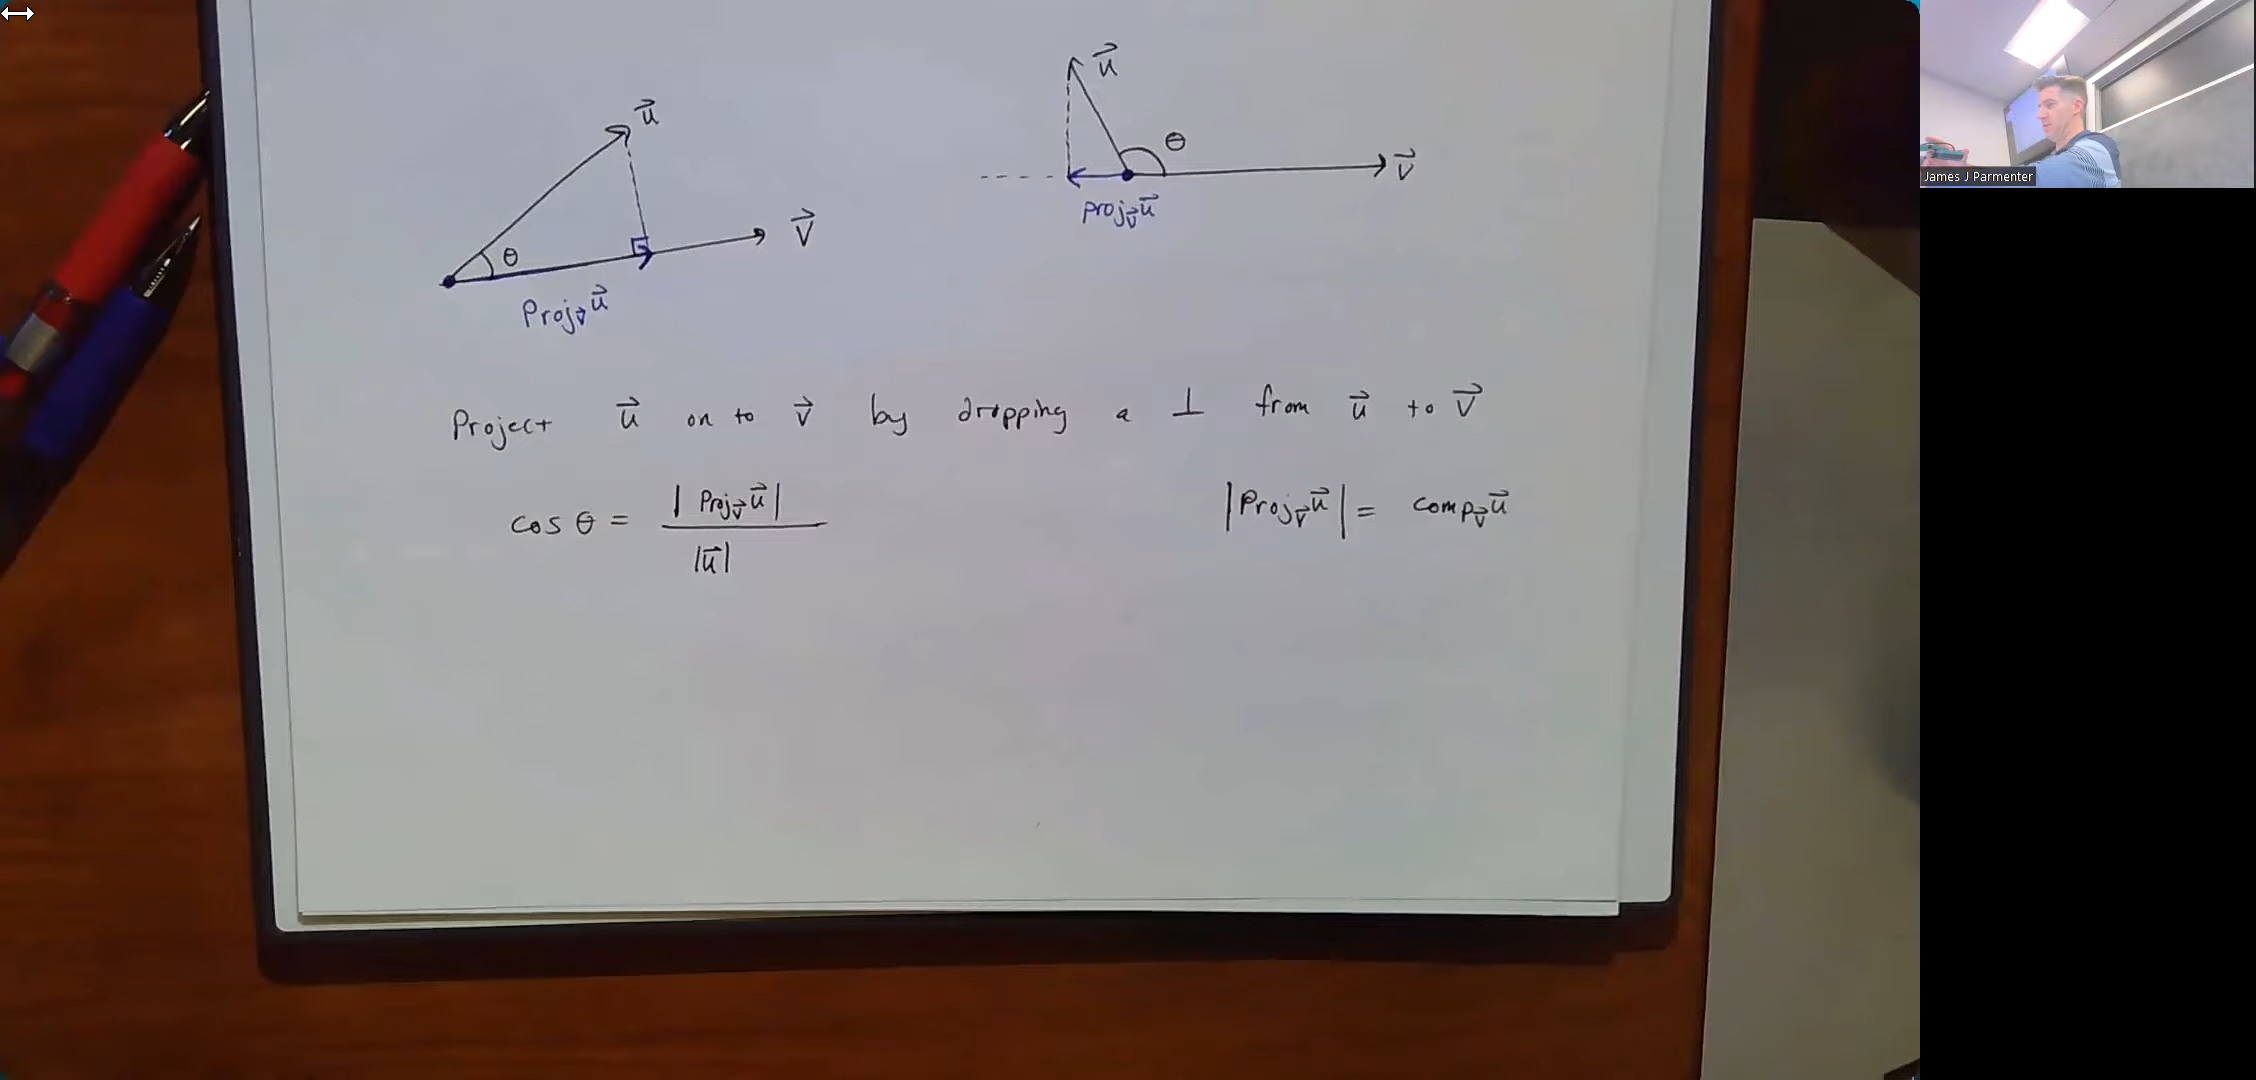 u⃗
v⃗
θ
Proj_v⃗ u⃗
u⃗
θ
v⃗
proj_v⃗ u⃗
Project u⃗ on to v⃗ by dropping a ⊥ from u⃗ to v⃗
cos θ = |Proj_v⃗ u⃗| / |u⃗|
|Proj_v⃗ u⃗| = comp_v⃗ u⃗
James J Parmenter